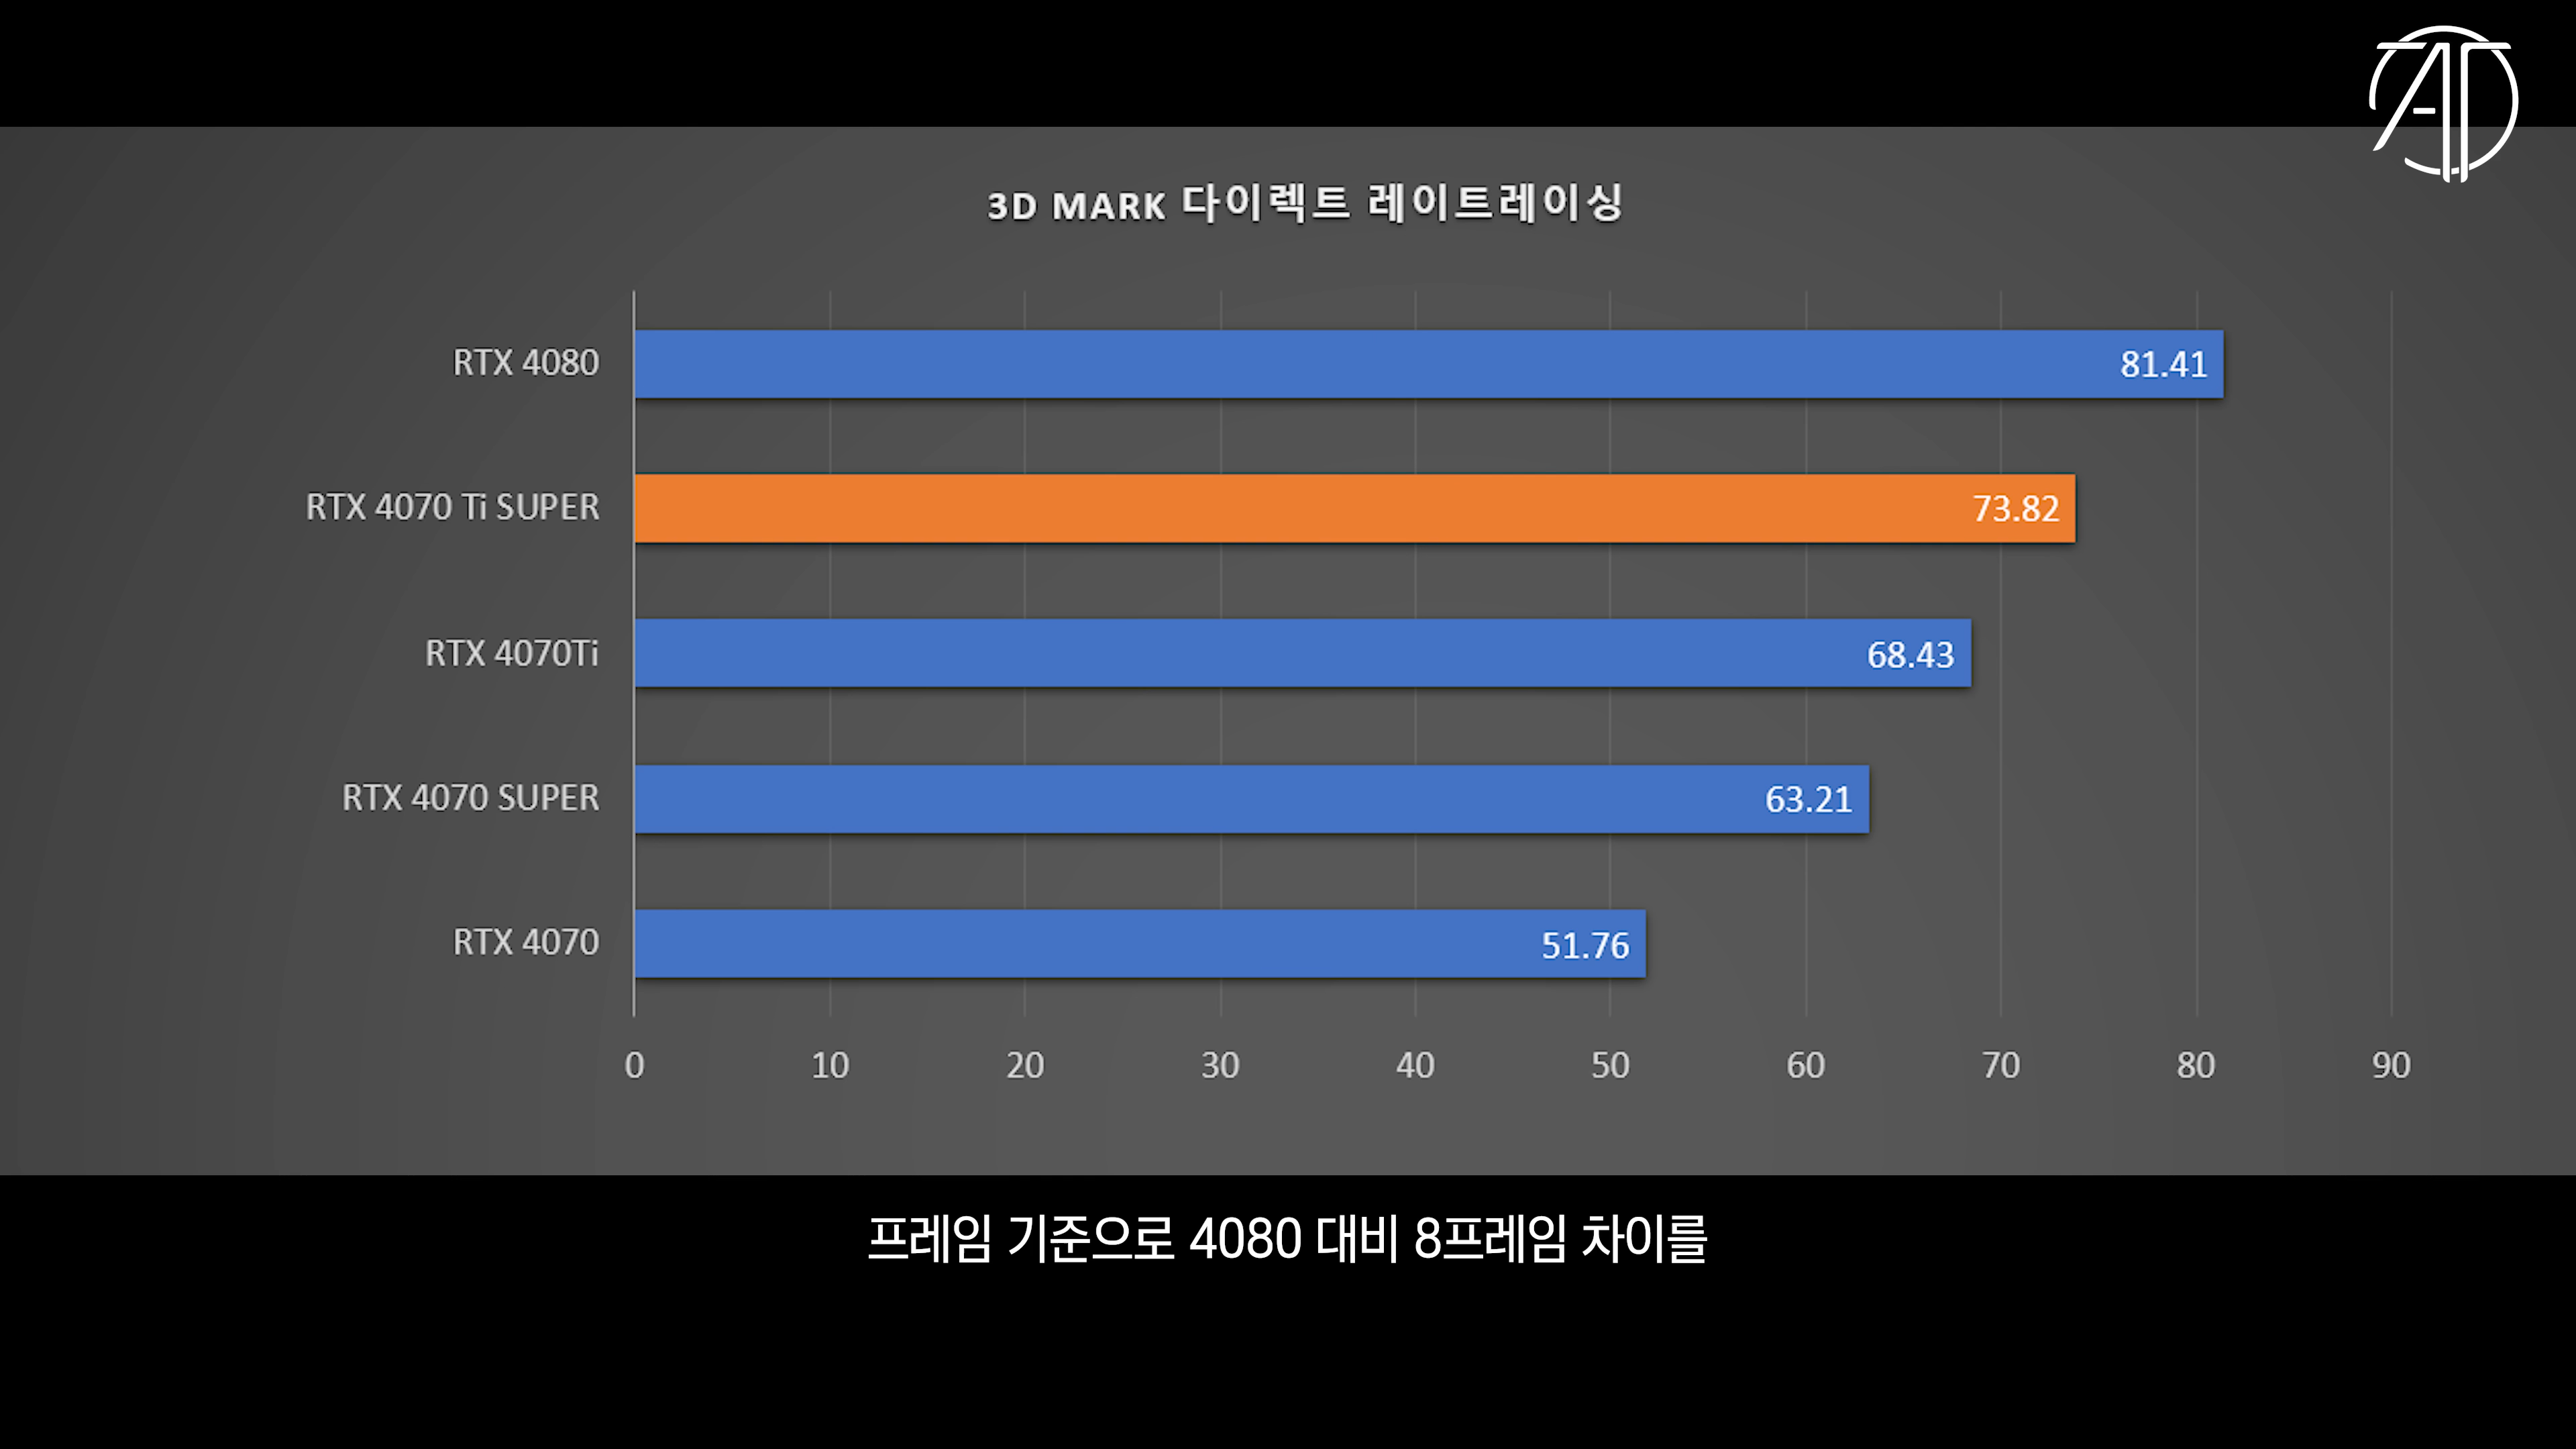 3D MARK 다이렉트 레이트레이싱
RTX 4080
81.41
RTX 4070 Ti SUPER
73.82
RTX 4070Ti
68.43
RTX 4070 SUPER
63.21
RTX 4070
51.76
0 10 20 30 40 50 60 70 80 90
프레임 기준으로 4080 대비 8프레임 차이를